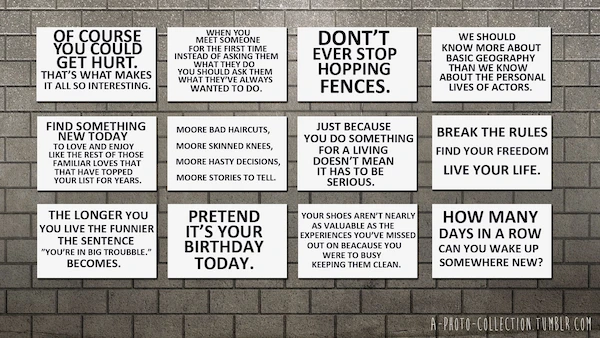 OF COURSE
YOU COULD
GET HURT.
THAT'S WHAT MAKES
IT ALL SO INTERESTING.
WHEN YOU
MEET SOMEONE
FOR THE FIRST TIME
INSTEAD OF ASKING THEM
WHAT THEY DO
YOU SHOULD ASK THEM
WHAT THEY'VE ALWAYS
WANTED TO DO.
DONT'T
EVER STOP
HOPPING
FENCES.
WE SHOULD
KNOW MORE ABOUT
BASIC GEOGRAPHY
THAN WE KNOW
ABOUT THE PERSONAL
LIVES OF ACTORS.
FIND SOMETHING
NEW TODAY
TO LOVE AND ENJOY
LIKE THE REST OF THOSE
FAMILIAR LOVES THAT
THAT HAVE TOPPED
YOUR LIST FOR YEARS.
MOORE BAD HAIRCUTS,
MOORE SKINNED KNEES,
MOORE HASTY DECISIONS,
MOORE STORIES TO TELL.
JUST BECAUSE
YOU DO SOMETHING
FOR A LIVING
DOESN'T MEAN
IT HAS TO BE
SERIOUS.
BREAK THE RULES
FIND YOUR FREEDOM
LIVE YOUR LIFE.
THE LONGER YOU
YOU LIVE THE FUNNIER
THE SENTENCE
"YOU'RE IN BIG TROUBBLE."
BECOMES.
PRETEND
IT'S YOUR
BIRTHDAY
TODAY.
YOUR SHOES AREN'T NEARLY
AS VALUABLE AS THE
EXPERIENCES YOU'VE MISSED
OUT ON BEACAUSE YOU
WERE TO BUSY
KEEPING THEM CLEAN.
HOW MANY
DAYS IN A ROW
CAN YOU WAKE UP
SOMEWHERE NEW?
A-PHOTO-COLLECTION.TUMBLR.COM